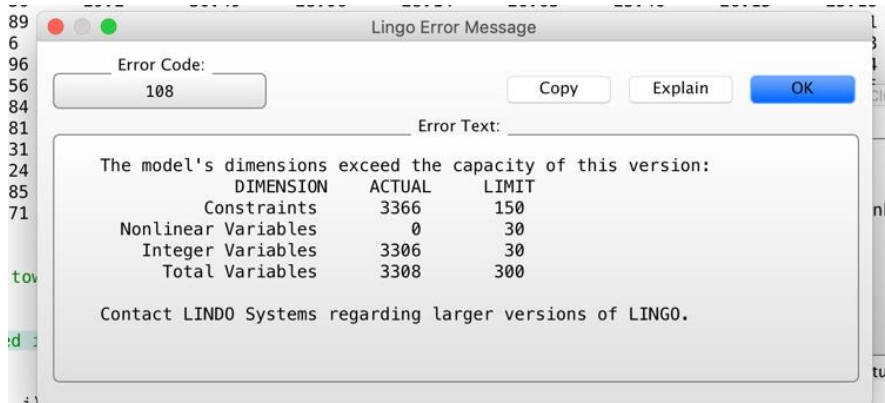 89
6
96
56
84
81
31
24
85
71
Lingo Error Message
Error Code:
108
Copy
Explain
OK
Error Text:
The model's dimensions exceed the capacity of this version:
DIMENSION ACTUAL LIMIT
Constraints 3366 150
Nonlinear Variables 0 30
Integer Variables 3306 30
Total Variables 3308 300
Contact LINDO Systems regarding larger versions of LINGO.